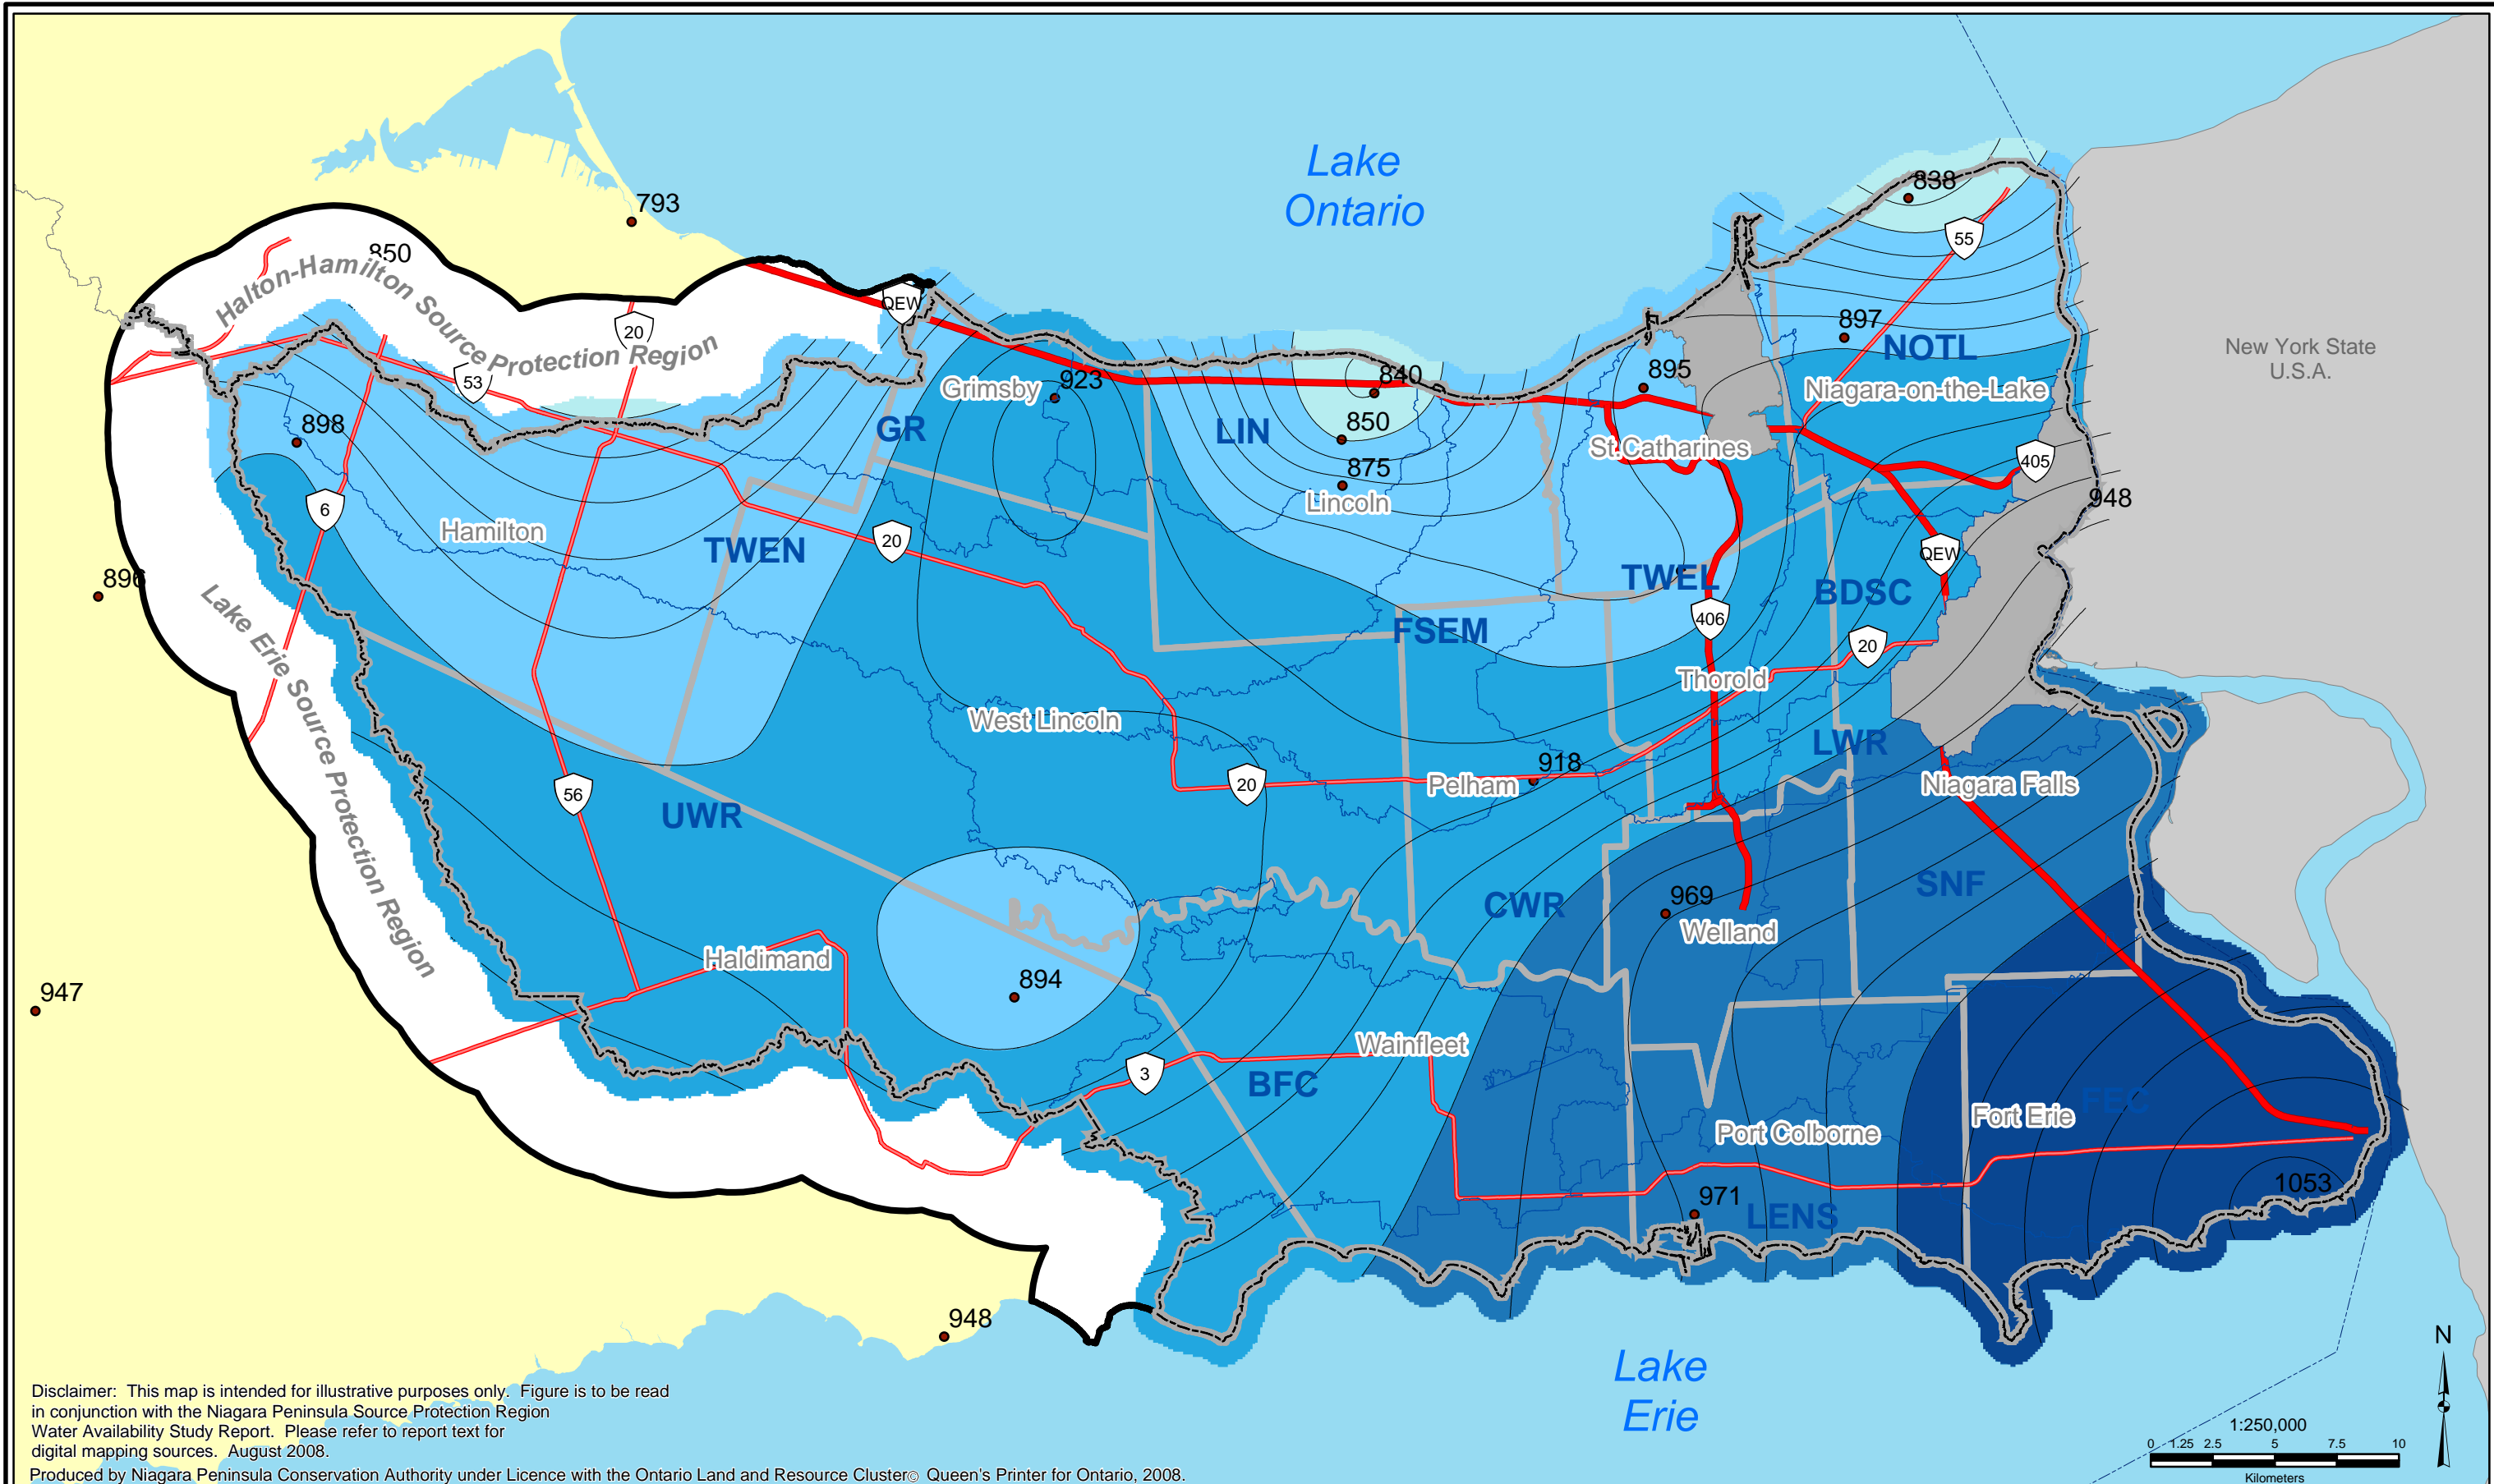 Lake
Ontario
838
793
850
Halton-Hamilton Source Protection Region
55
QEW
20
53
897
NOTL
New York State
U.S.A.
895
840
923
Grimsby
Niagara-on-the-Lake
898
GR
LIN
850
St.Catharines
405
875
6
Lincoln
948
Hamilton
20
TWEN
QEW
896
TWEL
BDSC
406
FSEM
20
Lake Erie Source Protection Region
Thorold
West Lincoln
LWR
918
Pelham
20
Niagara Falls
56
UWR
SNF
969
CWR
Welland
Haldimand
894
947
Wainfleet
3
BFC
FEC
Fort Erie
Port Colborne
1053
971
LENS
948
Lake
Erie
N
Disclaimer: This map is intended for illustrative purposes only. Figure is to be read
in conjunction with the Niagara Peninsula Source Protection Region
Water Availability Study Report. Please refer to report text for
digital mapping sources. August 2008.
Produced by Niagara Peninsula Conservation Authority under Licence with the Ontario Land and Resource Cluster© Queen's Printer for Ontario, 2008.
1:250,000
0 1.25 2.5 5 7.5 10
Kilometers